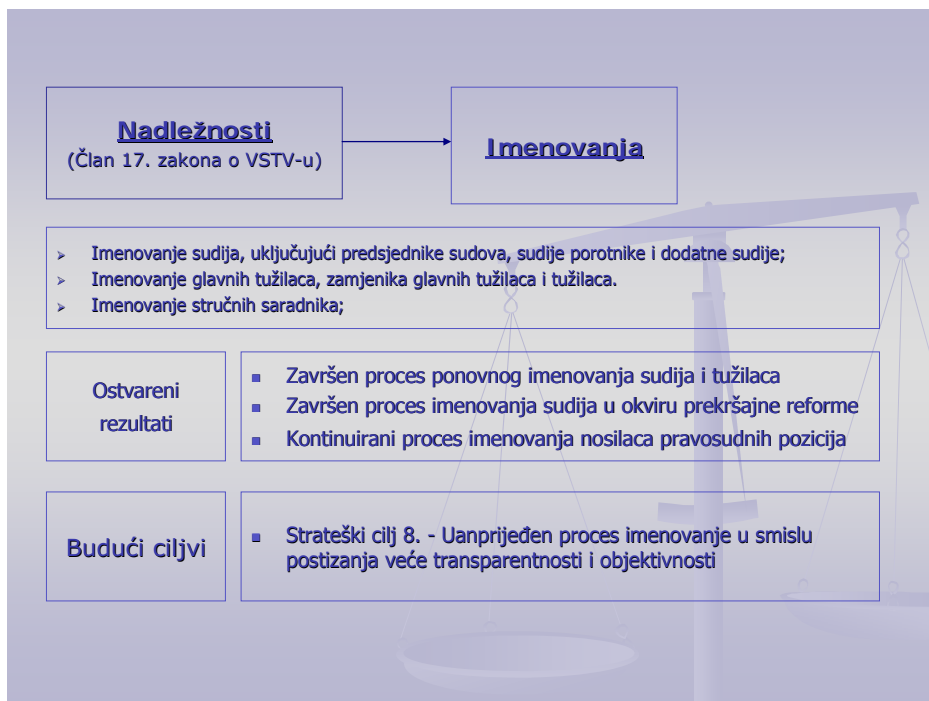 Nadležnosti
(Član 17. zakona o VSTV-u)
Imenovanja
Imenovanje sudija, uključujući predsjednike sudova, sudije porotnike i dodatne sudije;
Imenovanje glavnih tužilaca, zamjenika glavnih tužilaca i tužilaca.
Imenovanje stručnih saradnika;
Ostvareni
rezultati
Završen proces ponovnog imenovanja sudija i tužilaca
Završen proces imenovanja sudija u okviru prekršajne reforme
Kontinuirani proces imenovanja nosilaca pravosudnih pozicija
Budući ciljvi
Strateški cilj 8. - Uanprijeđen proces imenovanje u smislu
postizanja veće transparentnosti i objektivnosti